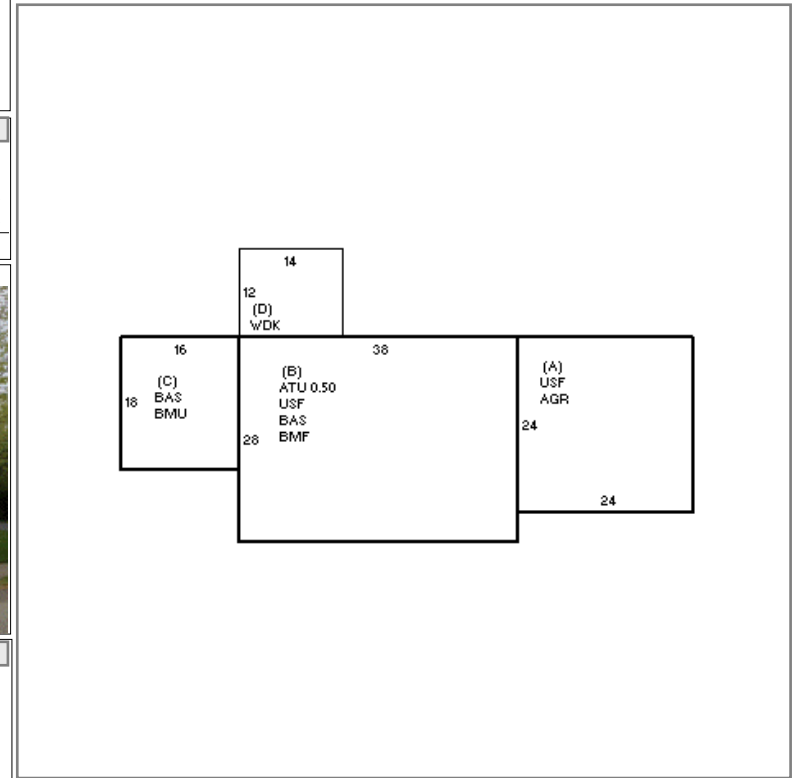 14
12
(D)
WDK
16
(C)
18 BAS
BMU
38
(B)
ATU 0.50
USF
BAS
28 BMF
(A)
USF
AGR
24
24